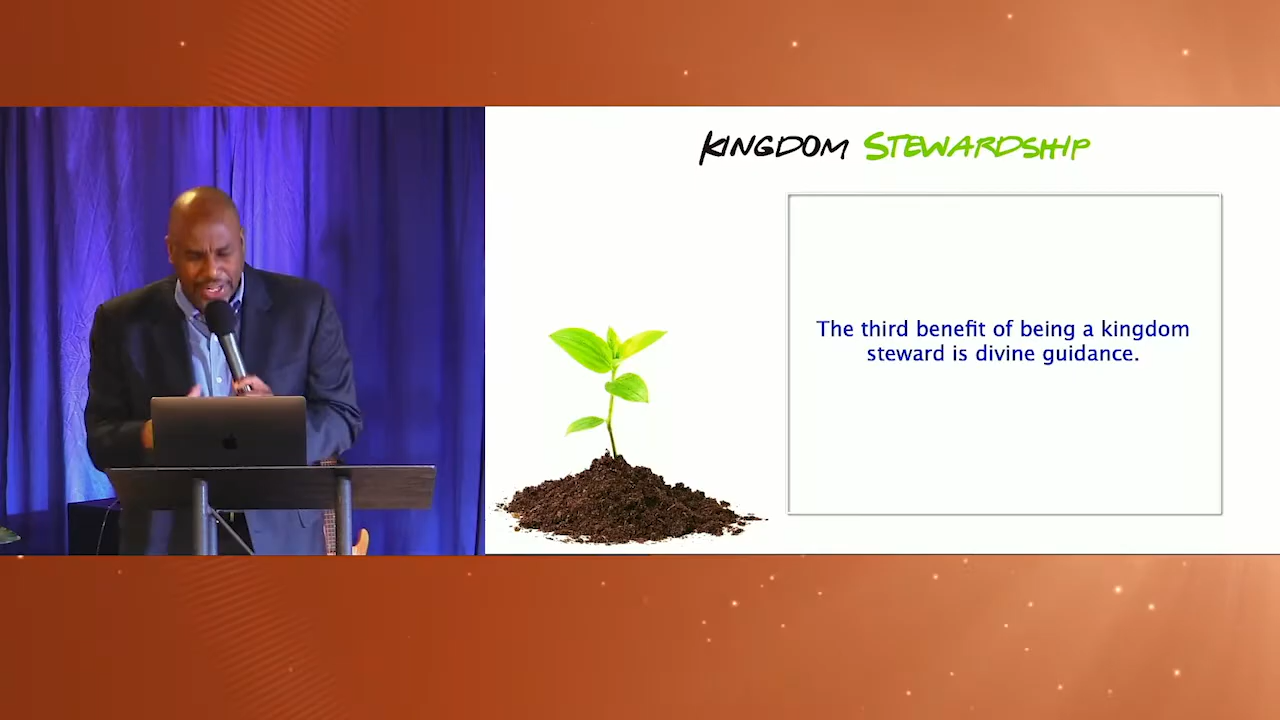 KINGDOM STEWARDSHIP
The third benefit of being a kingdom
steward is divine guidance.